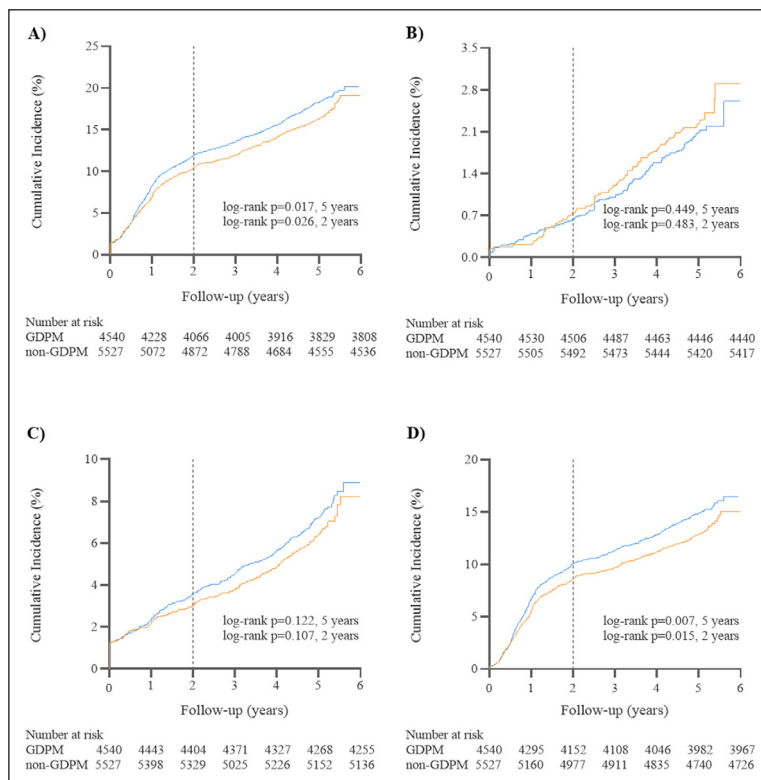 A)
25
20
15
10
5
0
Cumulative Incidence (%)
log-rank p=0.017, 5 years
log-rank p=0.026, 2 years
0 1 2 3 4 5 6
Follow-up (years)
Number at risk
GDPM 4540 4228 4066 4005 3916 3829 3808
non-GDPM 5527 5072 4872 4788 4684 4555 4536
B)
3.5
2.8
2.1
1.4
0.7
0.0
Cumulative Incidence (%)
log-rank p=0.449, 5 years
log-rank p=0.483, 2 years
0 1 2 3 4 5 6
Follow-up (years)
Number at risk
GDPM 4540 4530 4506 4487 4463 4446 4440
non-GDPM 5527 5505 5492 5473 5444 5420 5417
C)
10
8
6
4
2
0
Cumulative Incidence (%)
log-rank p=0.122, 5 years
log-rank p=0.107, 2 years
0 1 2 3 4 5 6
Follow-up (years)
Number at risk
GDPM 4540 4443 4404 4371 4327 4268 4255
non-GDPM 5527 5398 5329 5025 5226 5152 5136
D)
20
15
10
5
0
Cumulative Incidence (%)
log-rank p=0.007, 5 years
log-rank p=0.015, 2 years
0 1 2 3 4 5 6
Follow-up (years)
Number at risk
GDPM 4540 4295 4152 4108 4046 3982 3967
non-GDPM 5527 5160 4977 4911 4835 4740 4726